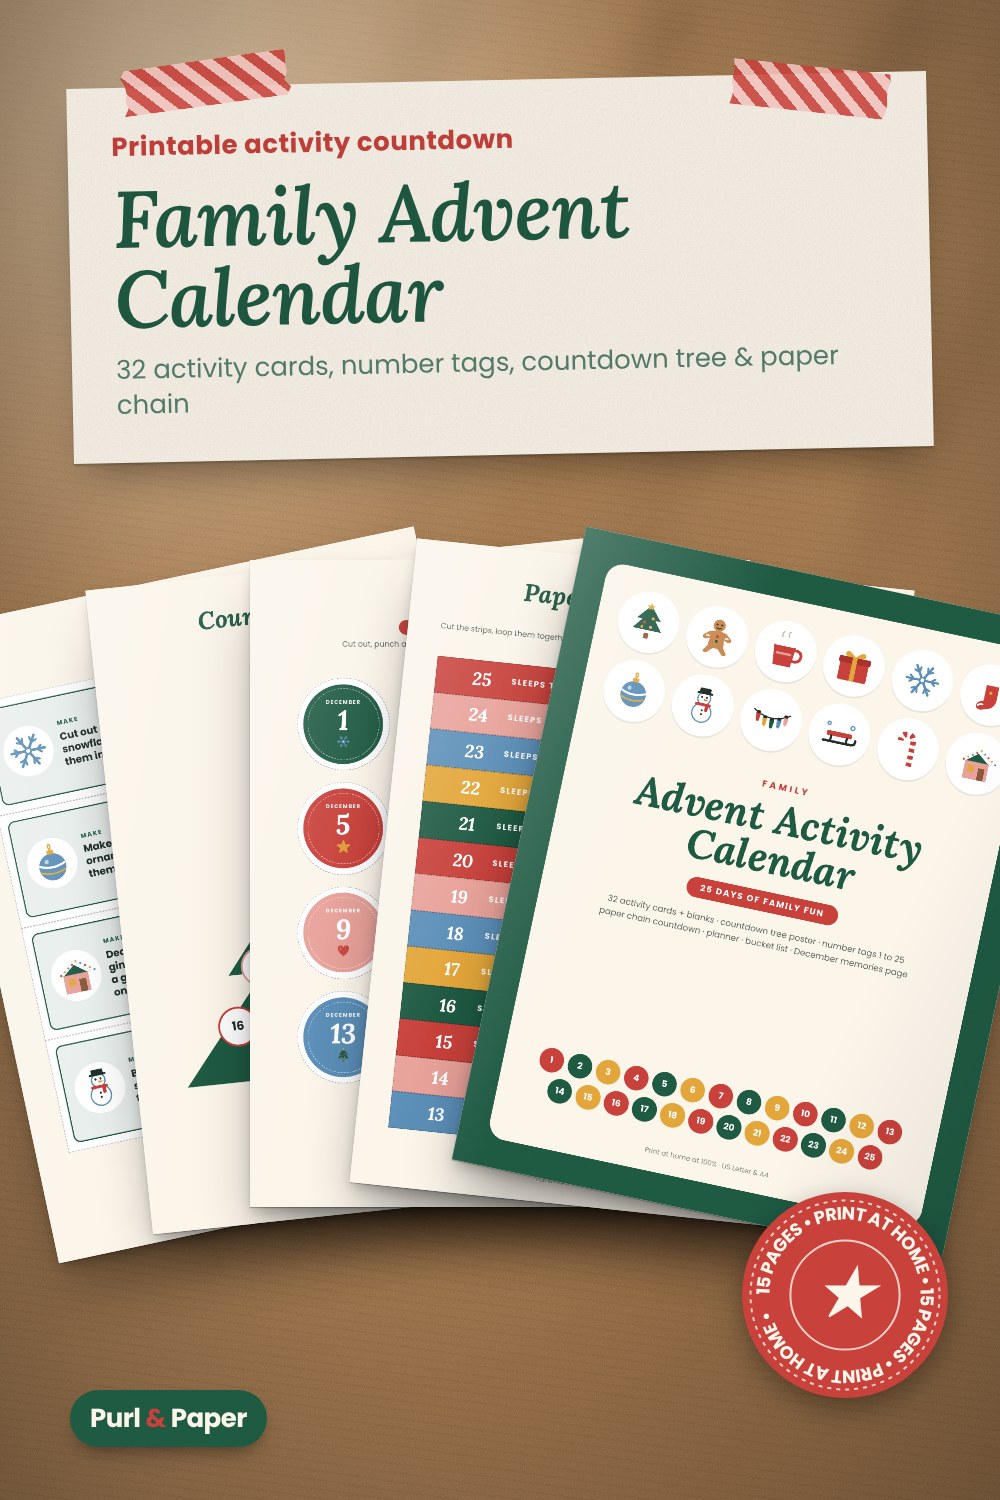 Printable activity countdown
Family Advent
Calendar
32 activity cards, number tags, countdown tree & paper
chain
MAKE
Cut out
them in
MAKE
Make
them
MAKE
16
Cut out, punch
DECEMBER
1
DECEMBER
5
DECEMBER
9
DECEMBER
13
Cut the strips, loop them
25 SLEEPS
24 SLEEPS
23
22
21
20
19
18
17
16
15
14
13
FAMILY
Advent Activity
Calendar
25 DAYS OF FAMILY FUN
32 activity cards + blanks · countdown tree poster · number tags 1 to 25
paper chain countdown · planner · bucket list · December memories page
1 2 3 4 5 6 7 8 9 10 11 12 13
14 15 16 17 18 19 20 21 22 23 24 25
Print at home at 100% · US Letter & A4
15 PAGES • PRINT AT HOME • 15 PAGES • PRINT AT HOME •
Purl & Paper